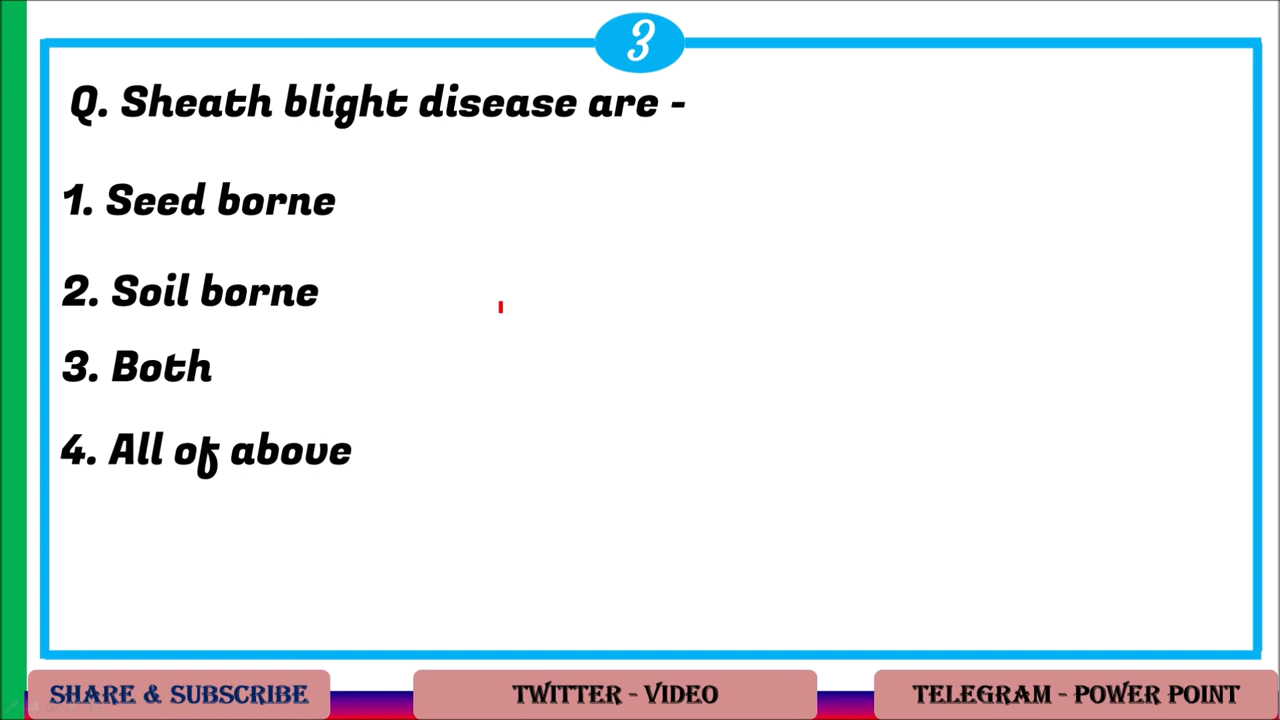 3
Q. Sheath blight disease are -
1. Seed borne
2. Soil borne
3. Both
4. All of above
SHARE & SUBSCRIBE
TWITTER - VIDEO
TELEGRAM - POWER POINT